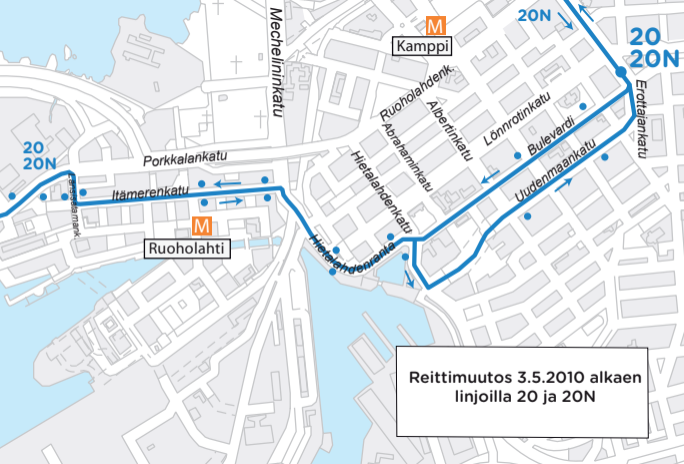 20N
M
Kamppi
20
20N
Mechelininkatu
Ruoholahdenk.
Albertinkatu
Abrahaminkatu
Lönnrotinkatu
Bulevardi
Erottajankatu
Uudenmaankatu
Hietalahdenkatu
20
20N
Porkkalankatu
Itämerenkatu
M
Ruoholahti
Hietalahdenranta
Reittimuutos 3.5.2010 alkaen
linjoilla 20 ja 20N